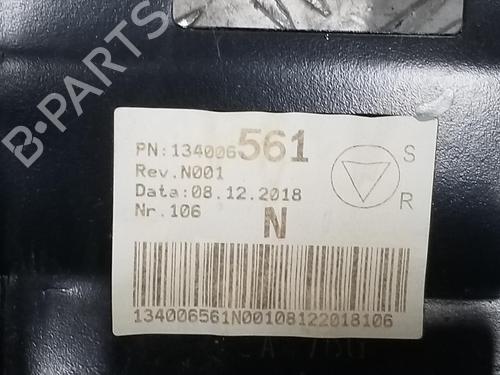 B-PARTS
PN:134006561
Rev.N001
Data:08.12.2018
Nr.106
N
S
R
134006561N00108122018106